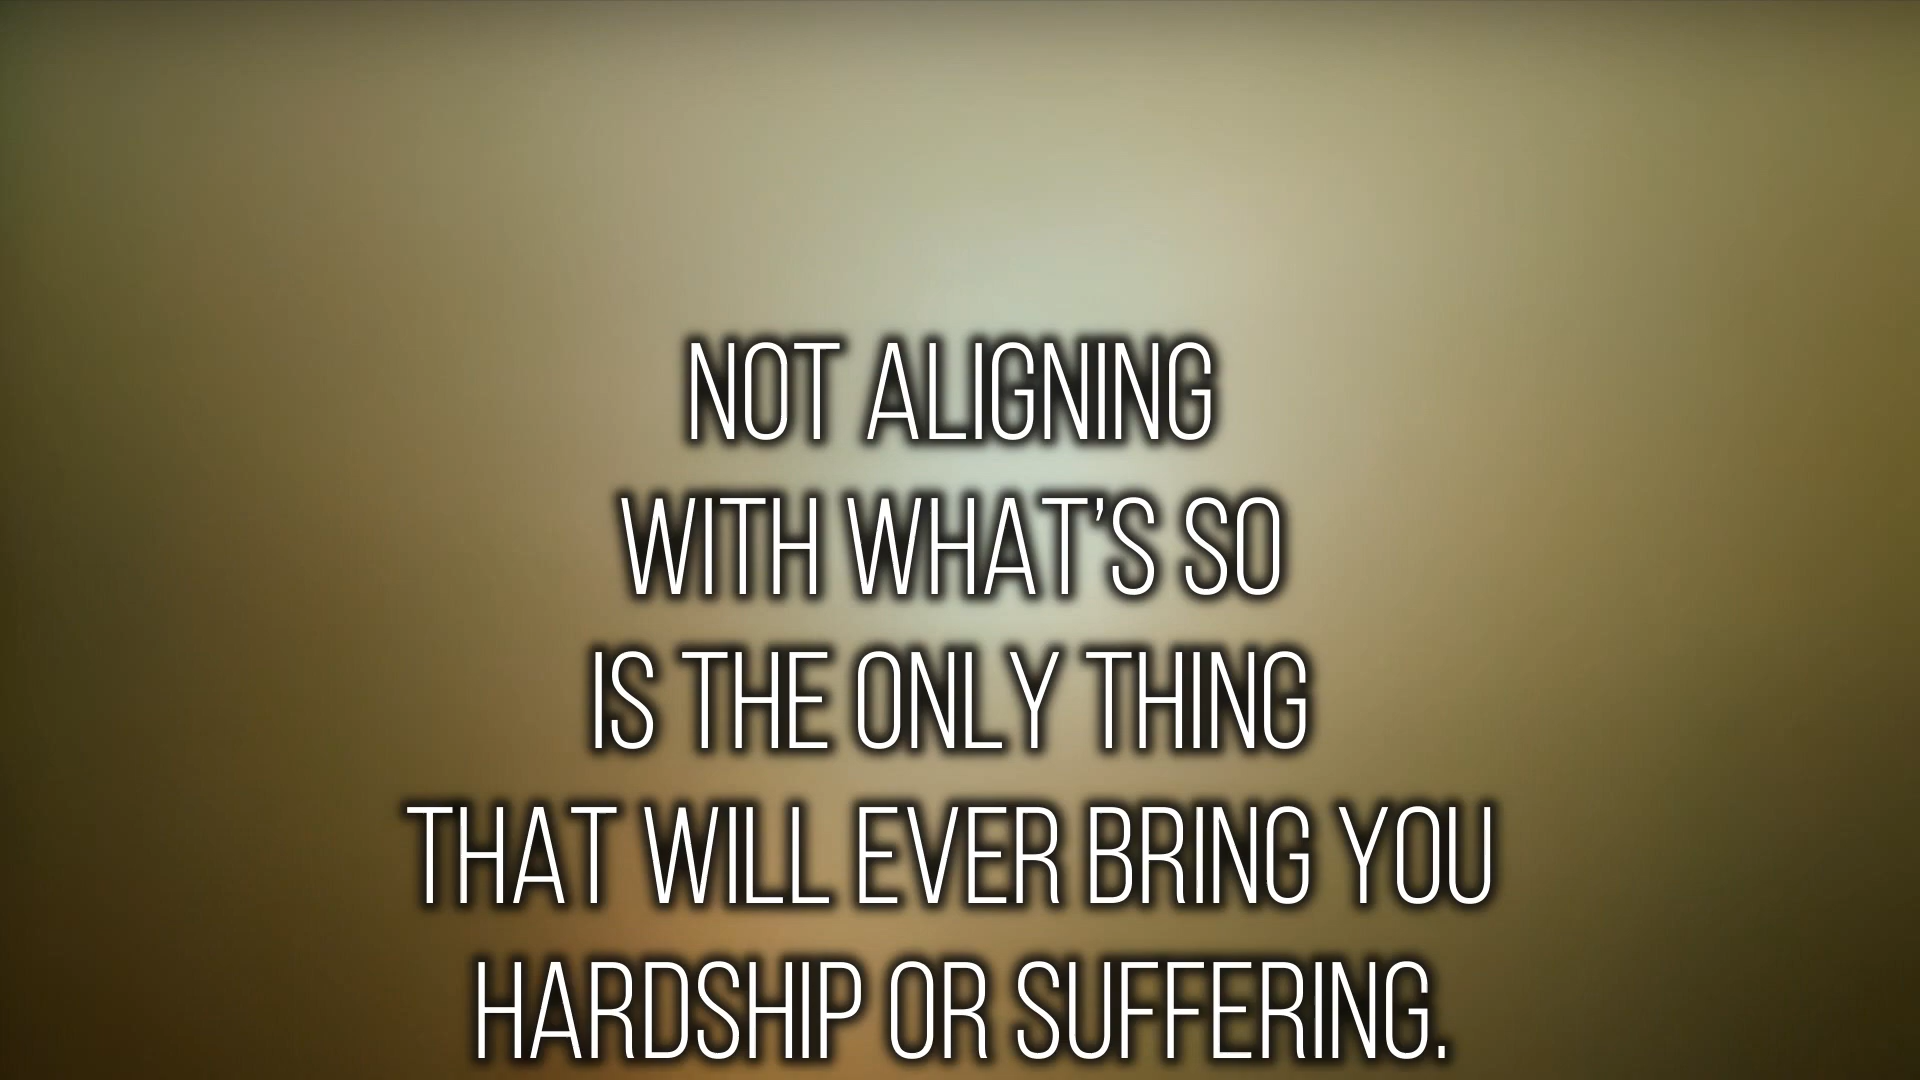 NOT ALIGNING
WITH WHAT’S SO
IS THE ONLY THING
THAT WILL EVER BRING YOU
HARDSHIP OR SUFFERING.